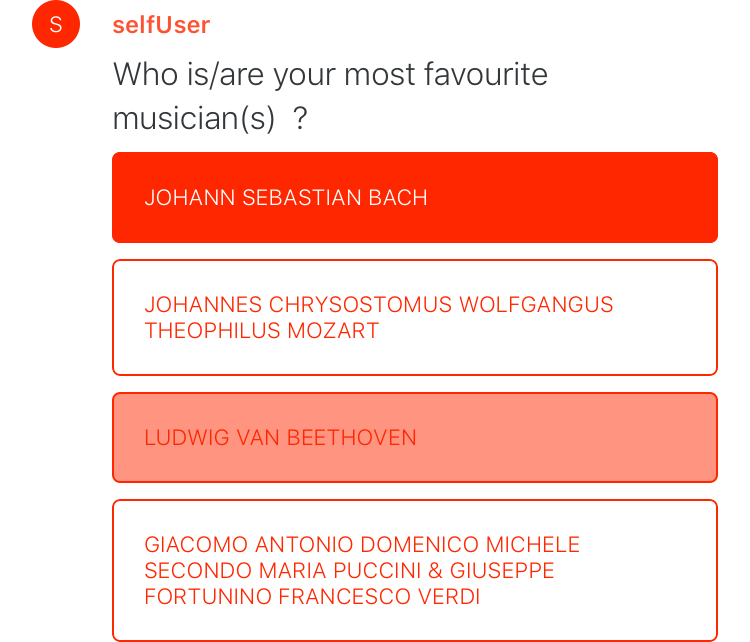 S
selfUser
Who is/are your most favourite
musician(s)  ?
JOHANN SEBASTIAN BACH
JOHANNES CHRYSOSTOMUS WOLFGANGUS
THEOPHILUS MOZART
LUDWIG VAN BEETHOVEN
GIACOMO ANTONIO DOMENICO MICHELE
SECONDO MARIA PUCCINI & GIUSEPPE
FORTUNINO FRANCESCO VERDI